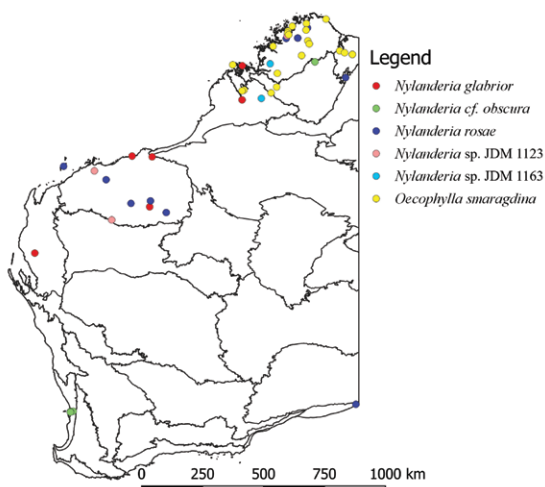 Legend
Nylanderia glabrior
Nylanderia cf. obscura
Nylanderia rosae
Nylanderia sp. JDM 1123
Nylanderia sp. JDM 1163
Oecophylla smaragdina
0 250 500 750 1000 km